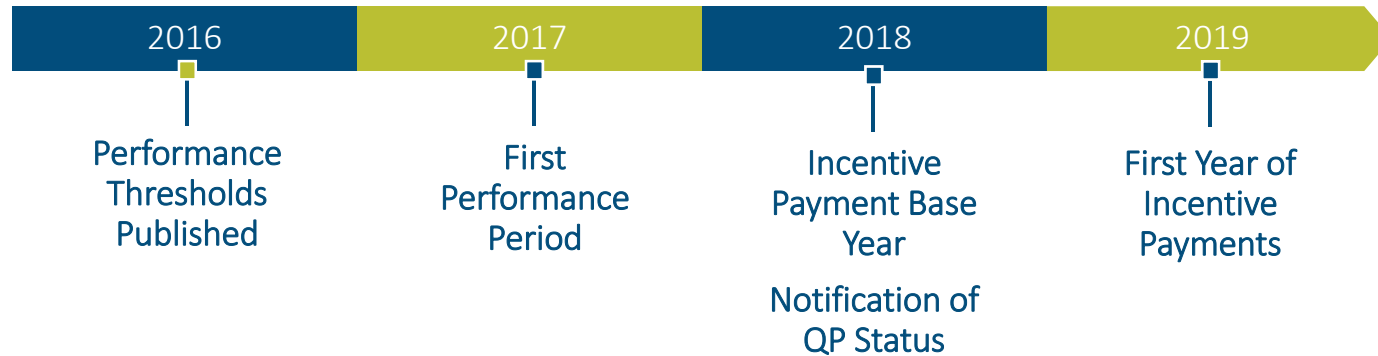 2016
2017
2018
2019
Performance
Thresholds
Published
First
Performance
Period
Incentive
Payment Base
Year
Notification of
QP Status
First Year of
Incentive
Payments